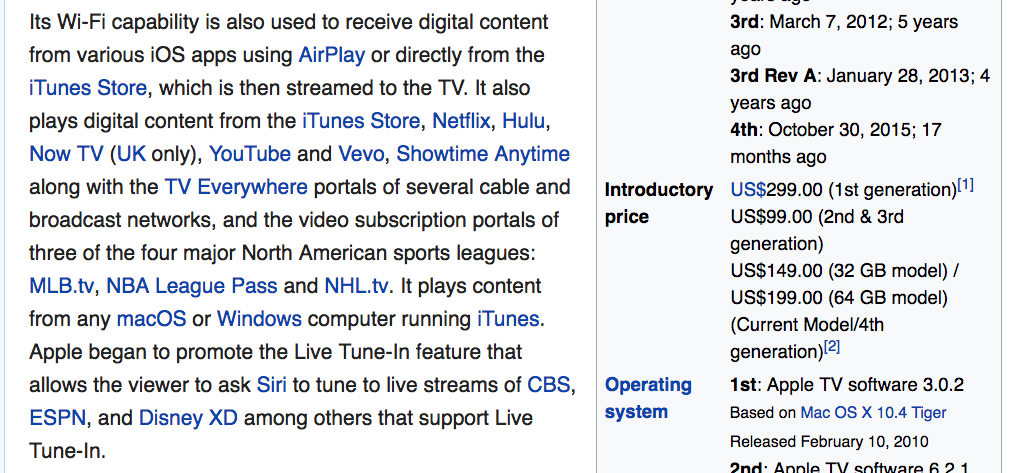 Its Wi-Fi capability is also used to receive digital content
from various iOS apps using AirPlay or directly from the
iTunes Store, which is then streamed to the TV. It also
plays digital content from the iTunes Store, Netflix, Hulu,
Now TV (UK only), YouTube and Vevo, Showtime Anytime
along with the TV Everywhere portals of several cable and
broadcast networks, and the video subscription portals of
three of the four major North American sports leagues:
MLB.tv, NBA League Pass and NHL.tv. It plays content
from any macOS or Windows computer running iTunes.
Apple began to promote the Live Tune-In feature that
allows the viewer to ask Siri to tune to live streams of CBS,
ESPN, and Disney XD among others that support Live
Tune-In.
years ago
3rd: March 7, 2012; 5 years
ago
3rd Rev A: January 28, 2013; 4
years ago
4th: October 30, 2015; 17
months ago
Introductory
price
US$299.00 (1st generation)[1]
US$99.00 (2nd & 3rd
generation)
US$149.00 (32 GB model) /
US$199.00 (64 GB model)
(Current Model/4th
generation)[2]
Operating
system
1st: Apple TV software 3.0.2
Based on Mac OS X 10.4 Tiger
Released February 10, 2010
2nd: Apple TV software 6.2.1